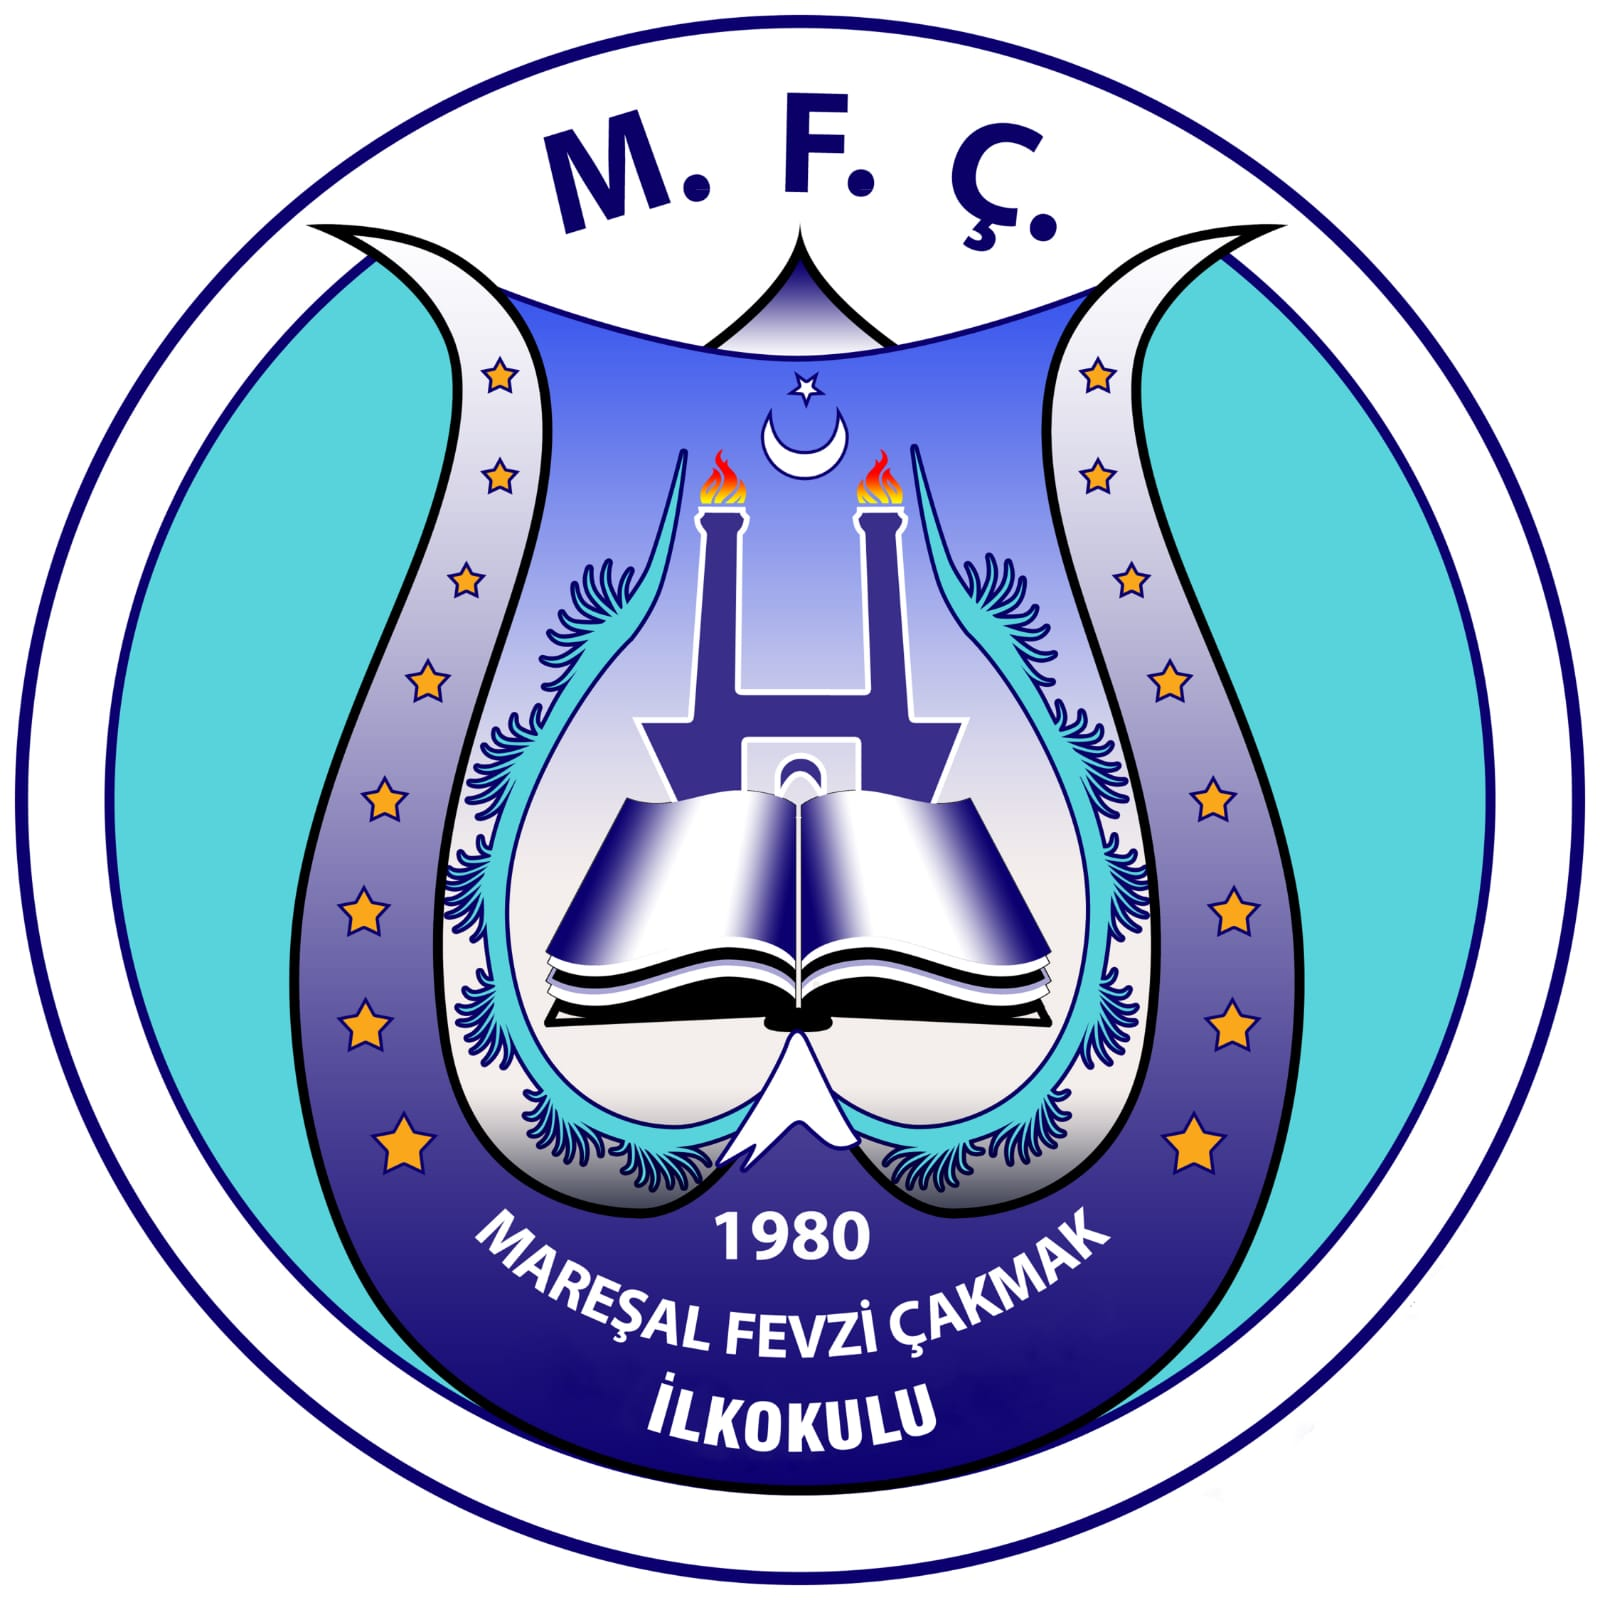 M. F. Ç.
1980
MAREŞAL FEVZİ ÇAKMAK
İLKOKULU